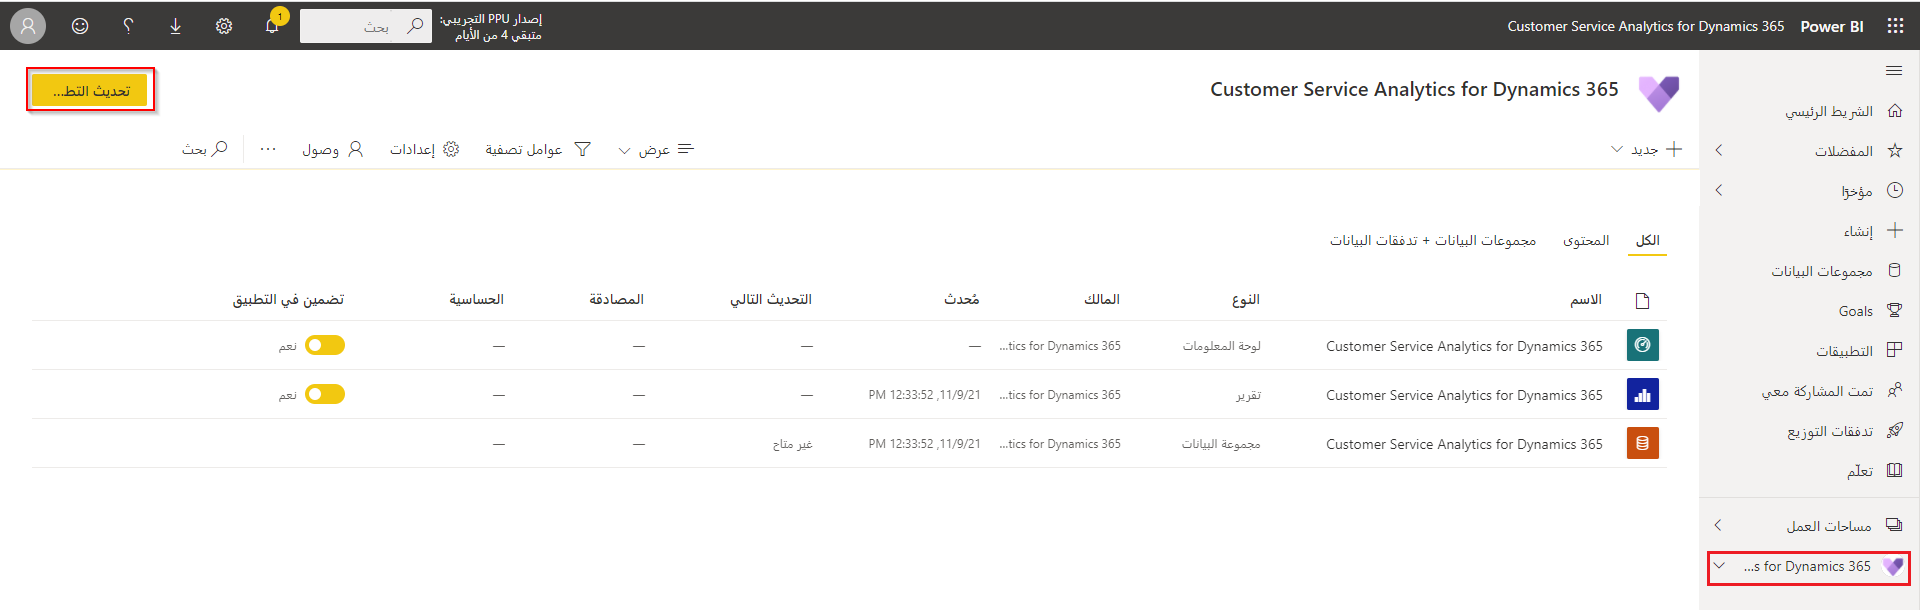 Power BI
Customer Service Analytics for Dynamics 365
إصدار PPU التجريبي:
متبقي 4 من الأيام
بحث
1
؟
الشريط الرئيسي
المفضلات
مؤخرًا
إنشاء
مجموعات البيانات
Goals
التطبيقات
تمت المشاركة معي
تدفقات التوزيع
تعلّم
مساحات العمل
...s for Dynamics 365
Customer Service Analytics for Dynamics 365
تحديث التط...
جديد
عرض
عوامل تصفية
إعدادات
وصول
...
بحث
الكل المحتوى مجموعات البيانات + تدفقات البيانات
الاسم النوع المالك مُحدث التحديث التالي المصادقة الحساسية تضمين في التطبيق
Customer Service Analytics for Dynamics 365 لوحة المعلومات ...tics for Dynamics 365 — — — — نعم
Customer Service Analytics for Dynamics 365 تقرير ...tics for Dynamics 365 11/9/21, 12:33:52 PM — — — نعم
Customer Service Analytics for Dynamics 365 مجموعة البيانات ...tics for Dynamics 365 11/9/21, 12:33:52 PM غير متاح — —